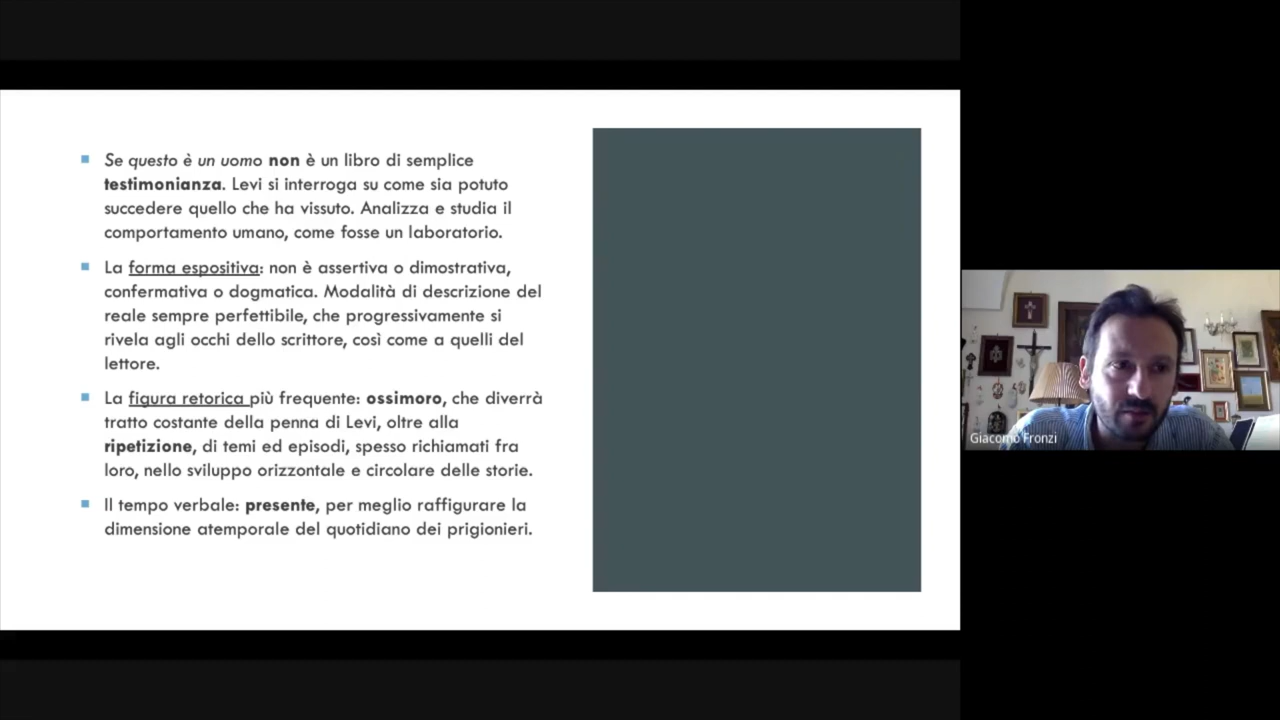 Se questo è un uomo non è un libro di semplice
testimonianza. Levi si interroga su come sia potuto
succedere quello che ha vissuto. Analizza e studia il
comportamento umano, come fosse un laboratorio.
La forma espositiva: non è assertiva o dimostrativa,
confermativa o dogmatica. Modalità di descrizione del
reale sempre perfettibile, che progressivamente si
rivela agli occhi dello scrittore, così come a quelli del
lettore.
La figura retorica più frequente: ossimoro, che diverrà
tratto costante della penna di Levi, oltre alla
ripetizione, di temi ed episodi, spesso richiamati fra
loro, nello sviluppo orizzontale e circolare delle storie.
Il tempo verbale: presente, per meglio raffigurare la
dimensione atemporale del quotidiano dei prigionieri.
Giacomo Fronzi